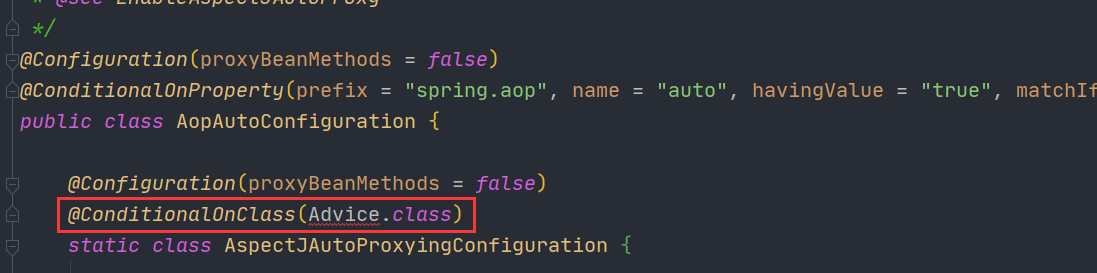 * @see EnableAspectJAutoProxy
*/
@Configuration(proxyBeanMethods = false)
@ConditionalOnProperty(prefix = "spring.aop", name = "auto", havingValue = "true", matchIf
public class AopAutoConfiguration {
@Configuration(proxyBeanMethods = false)
@ConditionalOnClass(Advice.class)
static class AspectJAutoProxyingConfiguration {